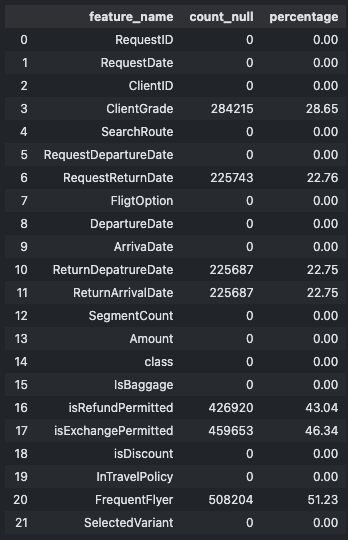 feature_name count_null percentage
0 RequestID 0 0.00
1 RequestDate 0 0.00
2 ClientID 0 0.00
3 ClientGrade 284215 28.65
4 SearchRoute 0 0.00
5 RequestDepartureDate 0 0.00
6 RequestReturnDate 225743 22.76
7 FligtOption 0 0.00
8 DepartureDate 0 0.00
9 ArrivaDate 0 0.00
10 ReturnDepatrureDate 225687 22.75
11 ReturnArrivalDate 225687 22.75
12 SegmentCount 0 0.00
13 Amount 0 0.00
14 class 0 0.00
15 IsBaggage 0 0.00
16 isRefundPermitted 426920 43.04
17 isExchangePermitted 459653 46.34
18 isDiscount 0 0.00
19 InTravelPolicy 0 0.00
20 FrequentFlyer 508204 51.23
21 SelectedVariant 0 0.00